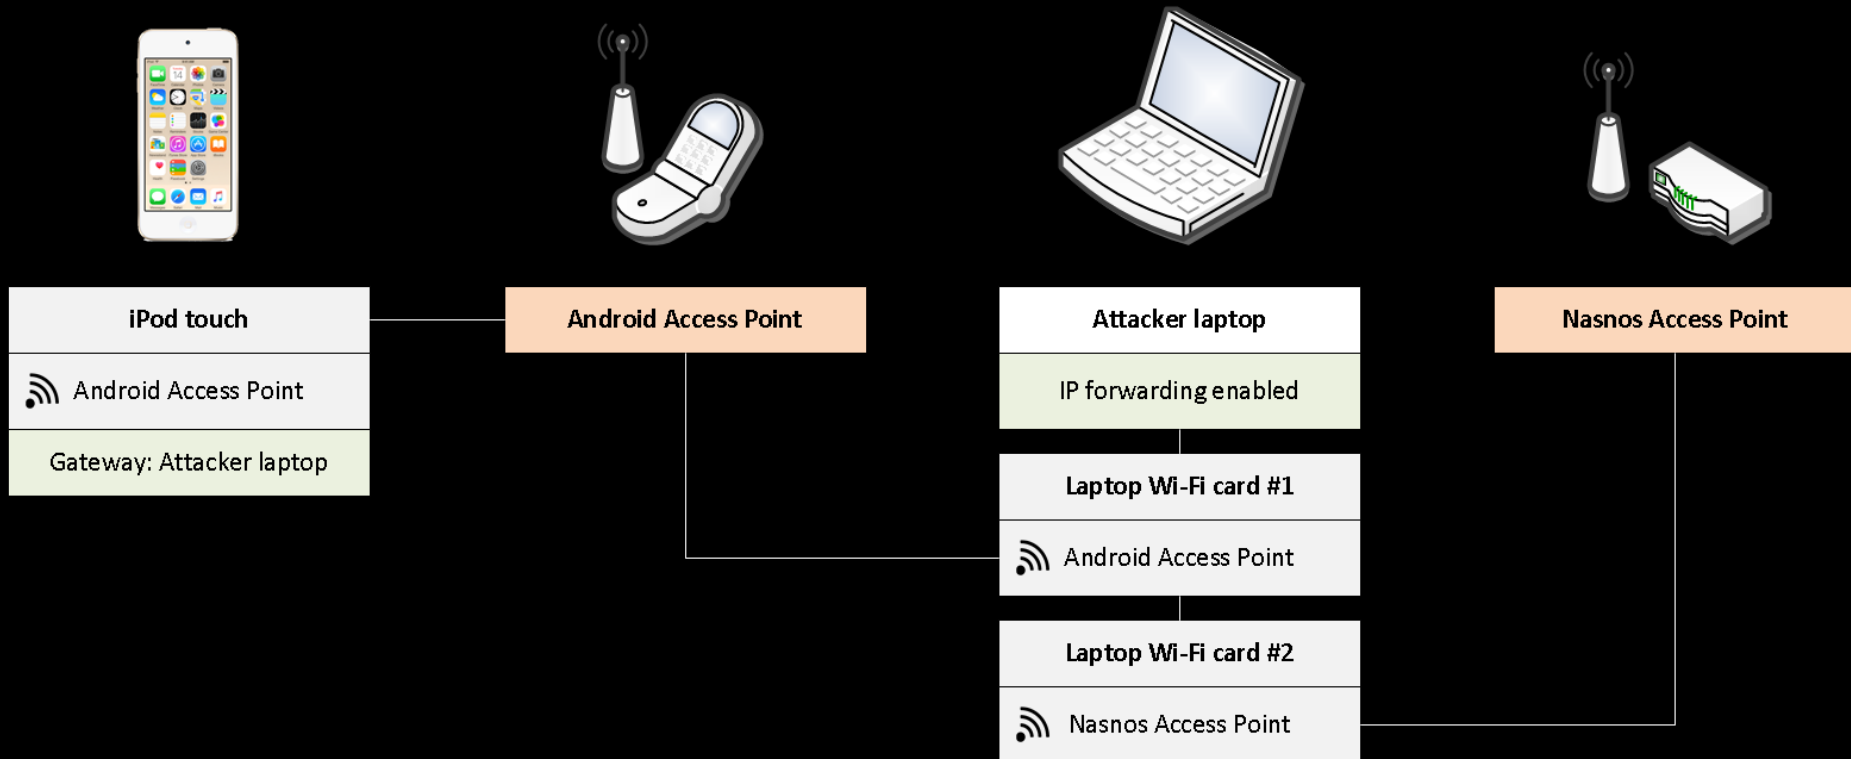 iPod touch
Android Access Point
Gateway: Attacker laptop
Android Access Point
Attacker laptop
IP forwarding enabled
Laptop Wi-Fi card #1
Android Access Point
Laptop Wi-Fi card #2
Nasnos Access Point
Nasnos Access Point